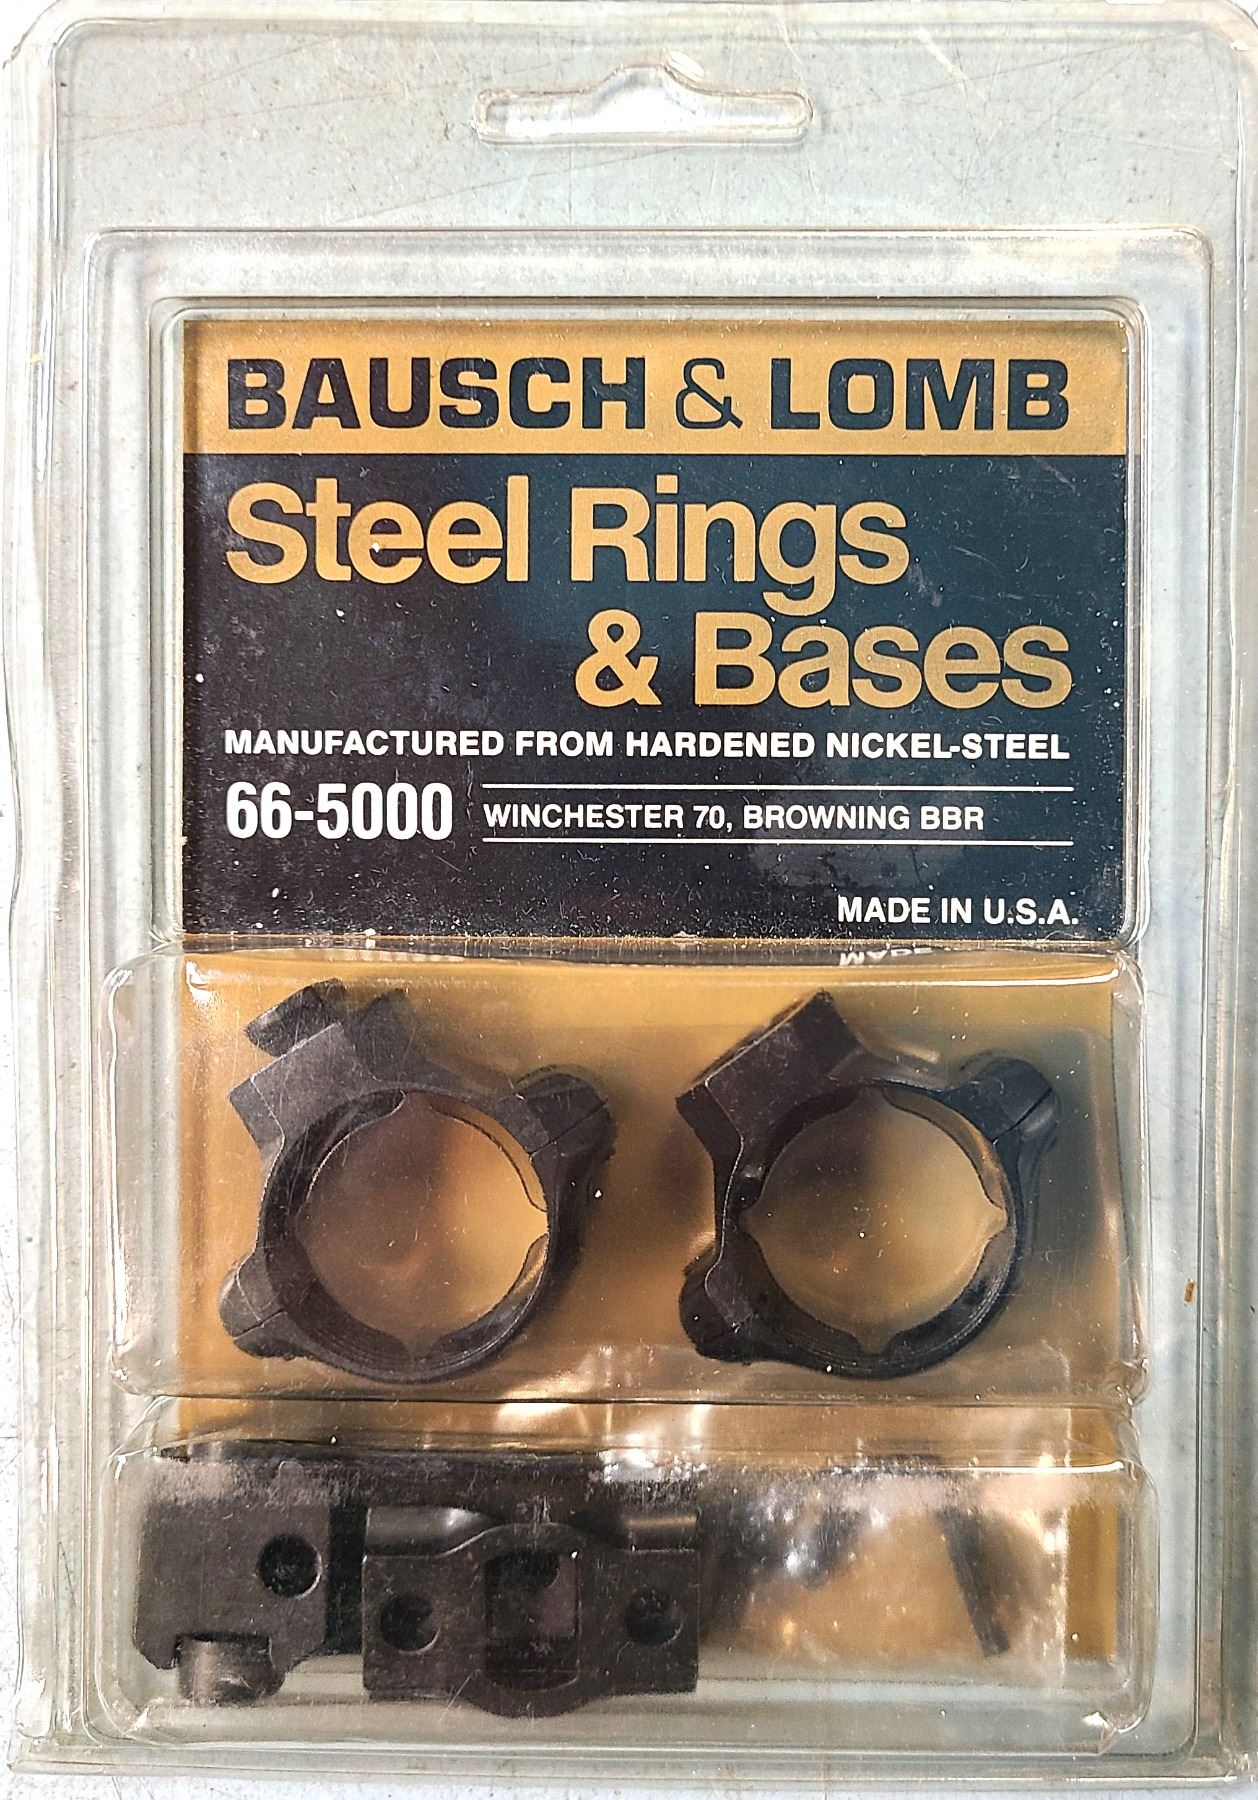 BAUSCH & LOMB
Steel Rings
& Bases
MANUFACTURED FROM HARDENED NICKEL-STEEL
66-5000 WINCHESTER 70, BROWNING BBR
MADE IN U.S.A.